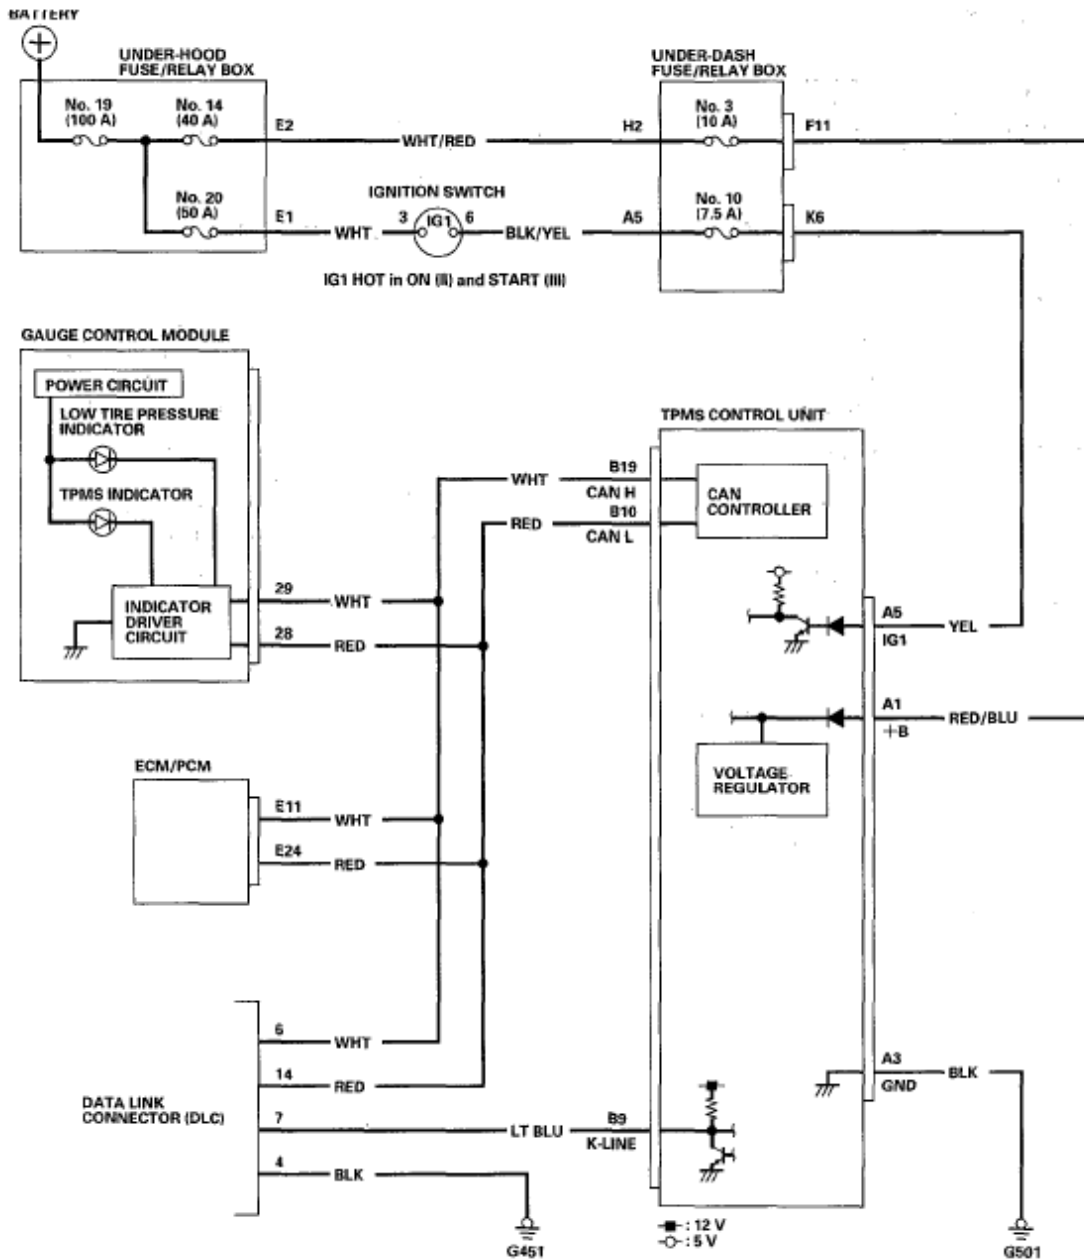 BATTERY
UNDER-HOOD
FUSE/RELAY BOX
UNDER-DASH
FUSE/RELAY BOX
No. 19
(100 A)
No. 14
(40 A)
E2
WHT/RED
H2
No. 3
(10 A)
F11
No. 20
(50 A)
E1
WHT
IGNITION SWITCH
3
IG1
6
BLK/YEL
A5
No. 10
(7.5 A)
K6
IG1 HOT in ON (II) and START (III)
GAUGE CONTROL MODULE
POWER CIRCUIT
LOW TIRE PRESSURE
INDICATOR
TPMS INDICATOR
INDICATOR
DRIVER
CIRCUIT
29
WHT
28
RED
TPMS CONTROL UNIT
WHT
B19
CAN H
RED
B10
CAN L
CAN
CONTROLLER
A5
IG1
YEL
A1
+B
RED/BLU
VOLTAGE
REGULATOR
ECM/PCM
E11
WHT
E24
RED
DATA LINK
CONNECTOR (DLC)
6
WHT
14
RED
7
LT BLU
B9
K-LINE
4
BLK
G451
A3
GND
BLK
G501
: 12 V
: 5 V